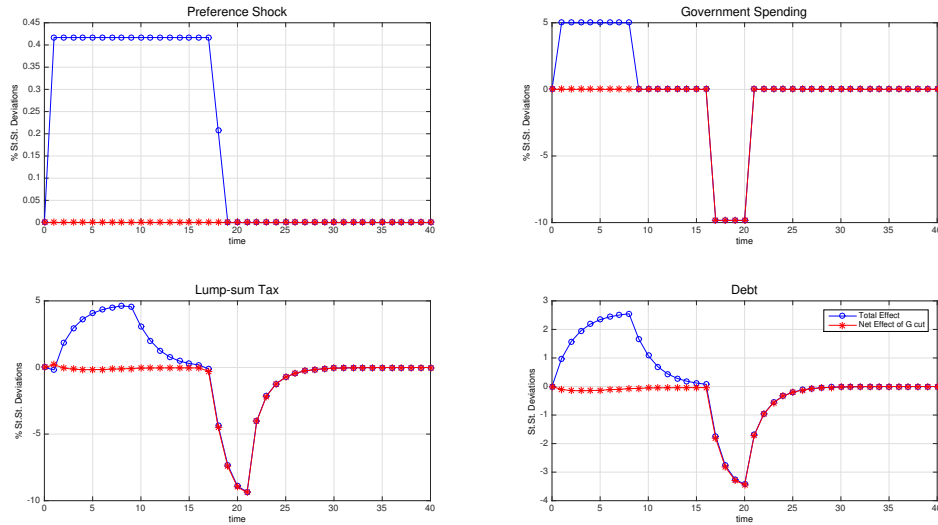 Preference Shock
0.45
0.4
0.35
0.3
0.25
0.2
0.15
0.1
0.05
0
% St.St. Deviations
0 5 10 15 20 25 30 35 40
time
Government Spending
5
0
-5
-10
% St.St. Deviations
0 5 10 15 20 25 30 35 40
time
Lump-sum Tax
5
0
-5
-10
% St.St. Deviations
0 5 10 15 20 25 30 35 40
time
Debt
Total Effect
Net Effect of G cut
3
2
1
0
-1
-2
-3
-4
St.St. Deviations
0 5 10 15 20 25 30 35 40
time